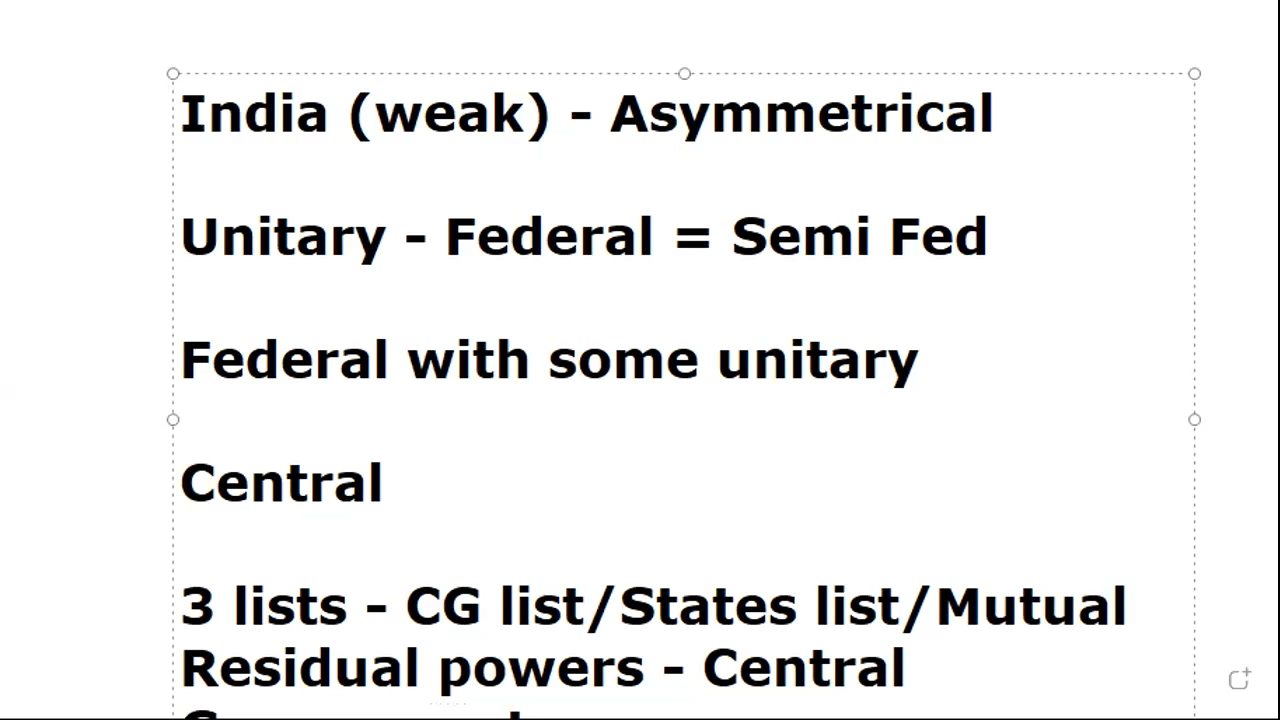 India (weak) - Asymmetrical
Unitary - Federal = Semi Fed
Federal with some unitary
Central
3 lists - CG list/States list/Mutual
Residual powers - Central